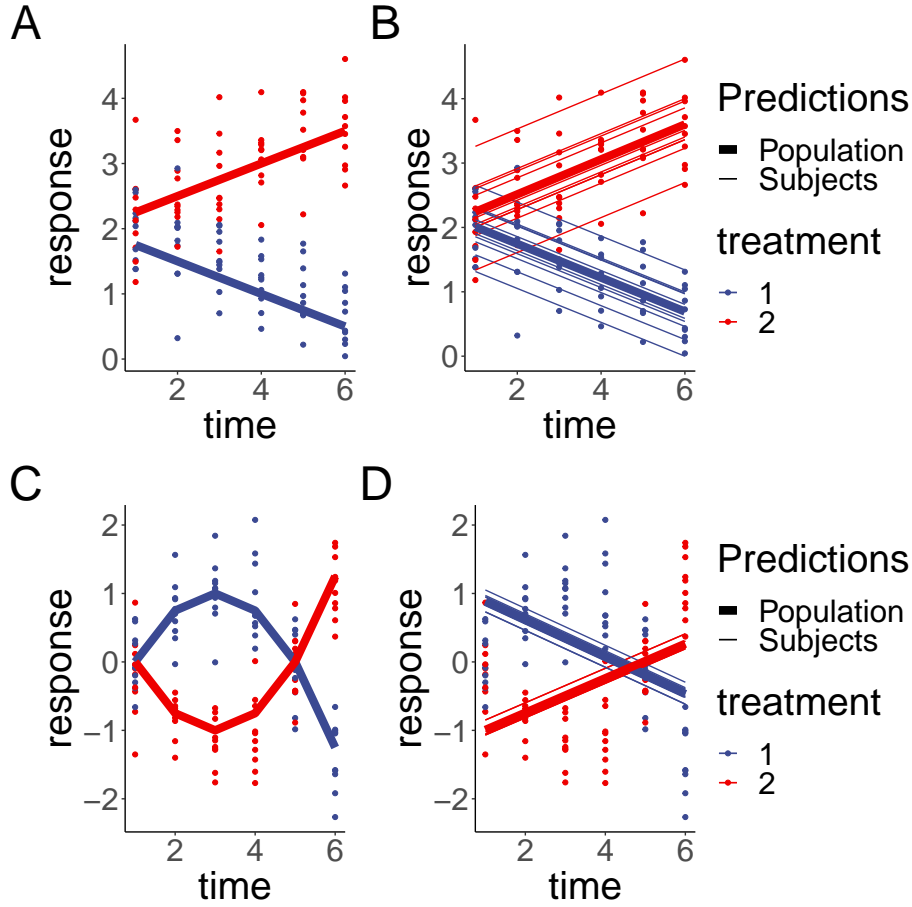 A
response
4
3
2
1
0
2
4
6
time
B
response
4
3
2
1
0
2
4
6
time
Predictions
Population
Subjects
treatment
1
2
C
response
2
1
0
−1
−2
2
4
6
time
D
response
2
1
0
−1
−2
2
4
6
time
Predictions
Population
Subjects
treatment
1
2